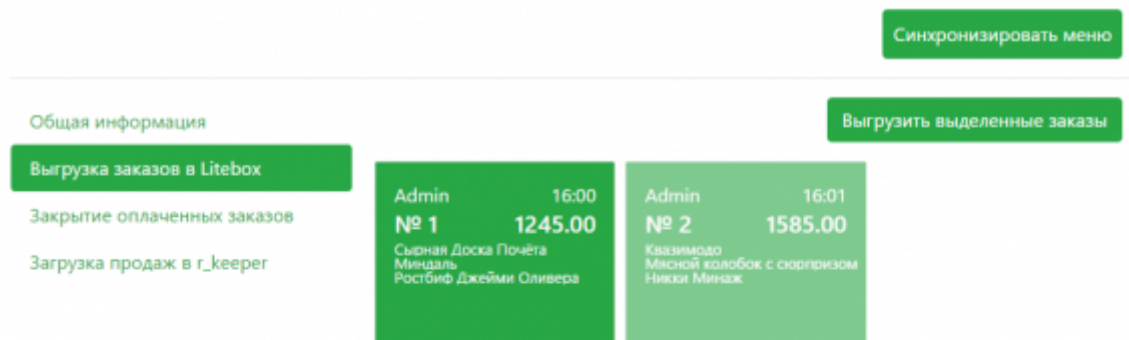 Синхронизировать меню
Общая информация
Выгрузить выделенные заказы
Выгрузка заказов в Litebox
Закрытие оплаченных заказов
Загрузка продаж в r_keeper
Admin 16:00
№ 1 1245.00
Сырная Доска Почёта
Миндаль
Ростбиф Джейми Оливера
Admin 16:01
№ 2 1585.00
Квазимодо
Мясной колобок с сюрпризом
Никки Минаж